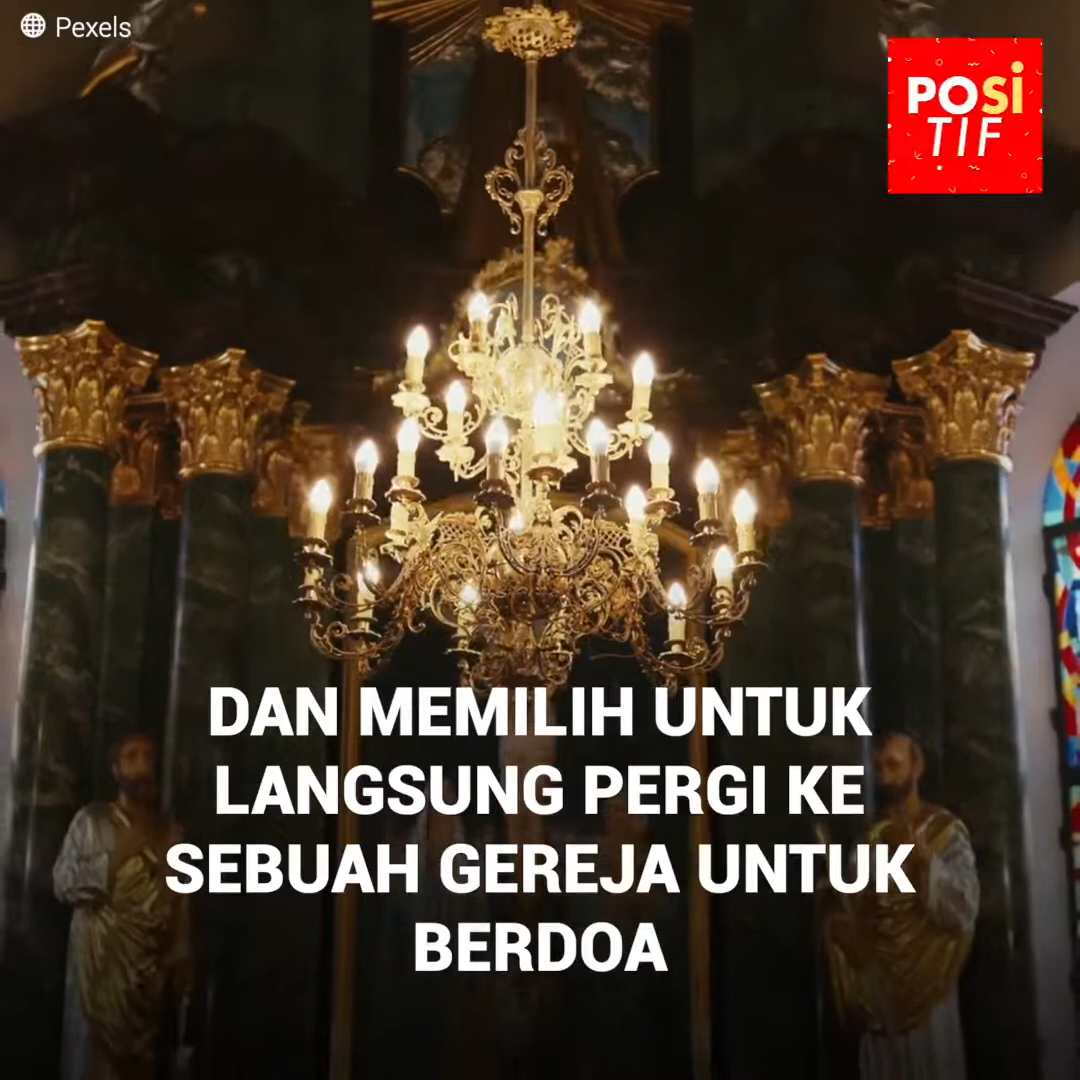 Pexels
POSi
TIF
DAN MEMILIH UNTUK
LANGSUNG PERGI KE
SEBUAH GEREJA UNTUK
BERDOA